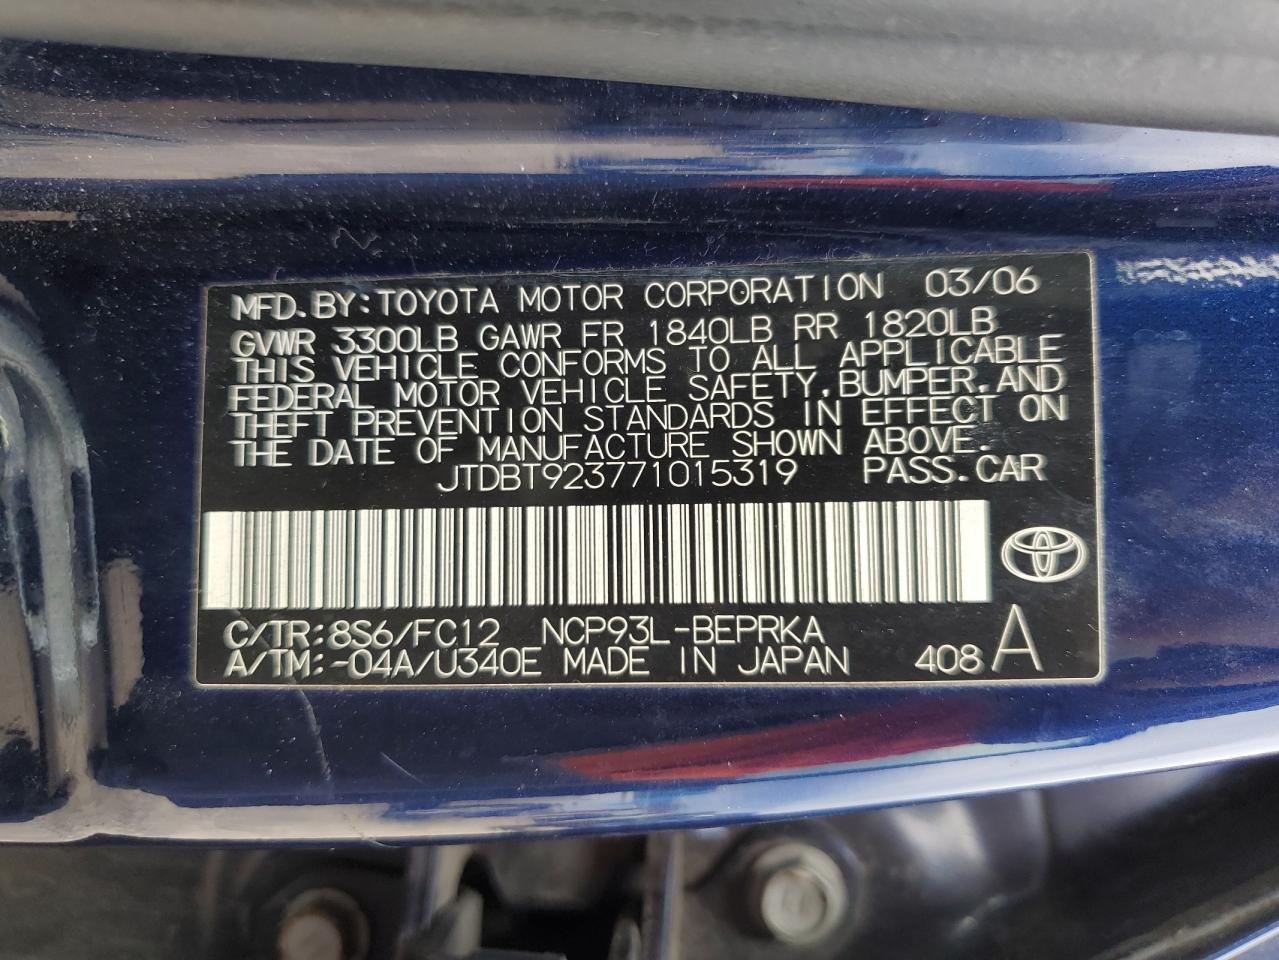 MFD.BY:TOYOTA MOTOR CORPORATION 03/06
GVWR 3300LB GAWR FR 1840LB RR 1820LB
THIS VEHICLE CONFORMS TO ALL APPLICABLE
FEDERAL MOTOR VEHICLE SAFETY,BUMPER,AND
THEFT PREVENTION STANDARDS IN EFFECT ON
THE DATE OF MANUFACTURE SHOWN ABOVE.
JTDBT923771015319 PASS.CAR
C/TR:8S6/FC12 NCP93L-BEPRKA
A/TM:-04A/U340E MADE IN JAPAN 408 A